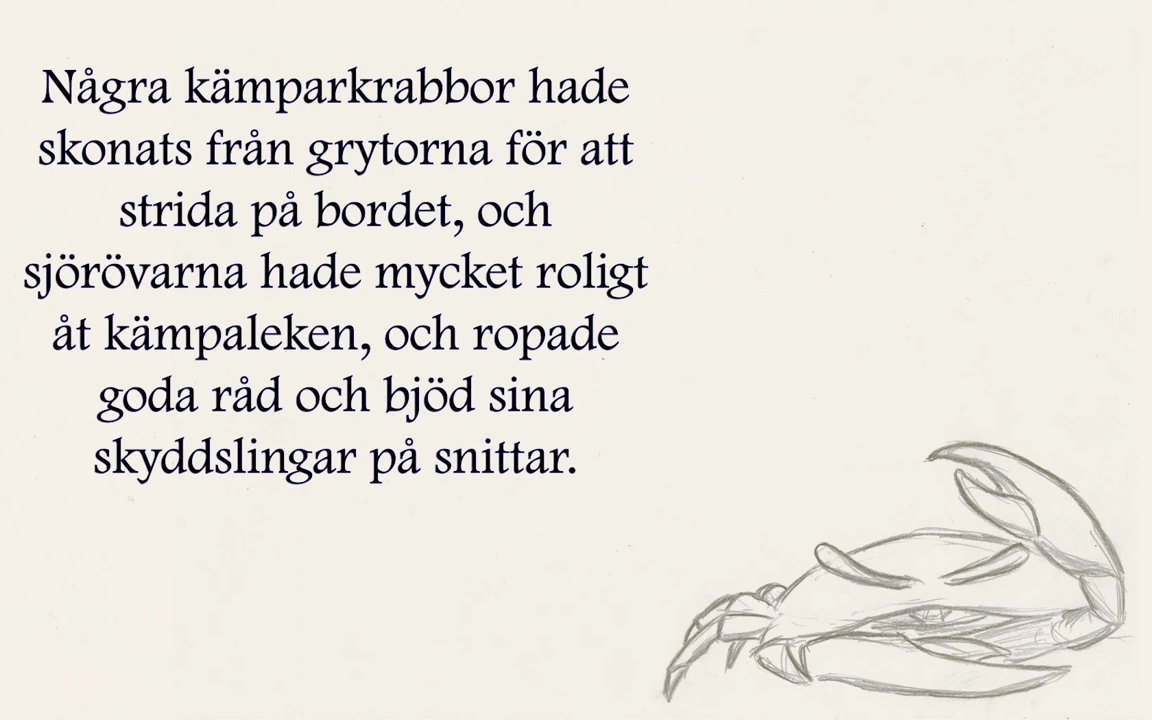 Några kämparkrabbor hade
skonats från grytorna för att
strida på bordet, och
sjörövarna hade mycket roligt
åt kämpaleken, och ropade
goda råd och bjöd sina
skyddslingar på snittar.